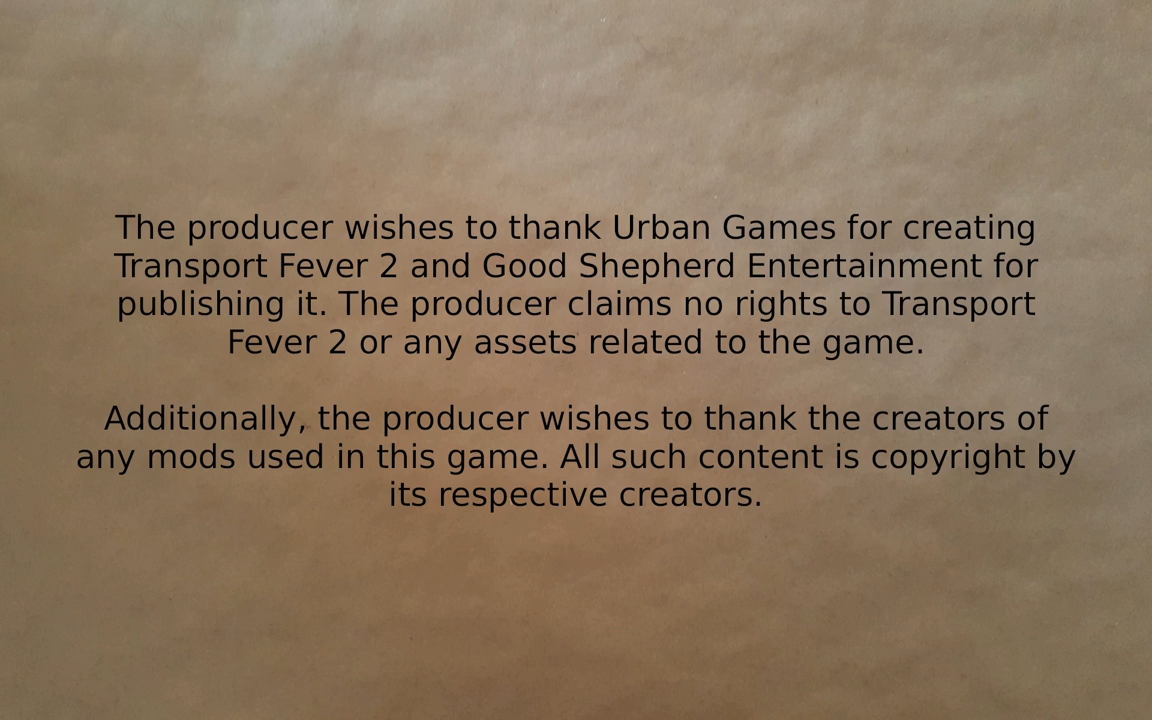 The producer wishes to thank Urban Games for creating
Transport Fever 2 and Good Shepherd Entertainment for
publishing it. The producer claims no rights to Transport
Fever 2 or any assets related to the game.
Additionally, the producer wishes to thank the creators of
any mods used in this game. All such content is copyright by
its respective creators.